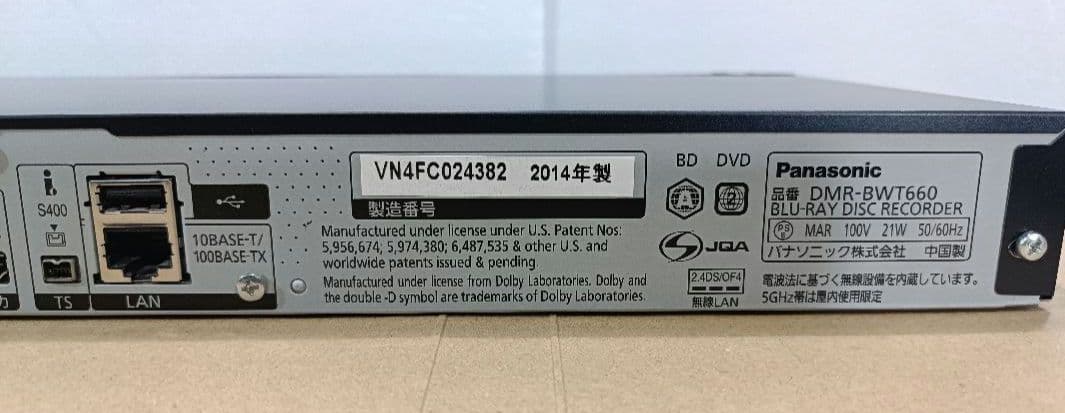 S400
TS
LAN
10BASE-T/
100BASE-TX
VN4FC024382 2014年製
製造番号
Manufactured under license under U.S. Patent Nos:
5,956,674; 5,974,380; 6,487,535 & other U.S. and
worldwide patents issued & pending.
Manufactured under license from Dolby Laboratories. Dolby and
the double -D symbol are trademarks of Dolby Laboratories.
BD DVD
A 2
JQA
2.4DS/OF4
無線LAN
Panasonic
品番 DMR-BWT660
BLU-RAY DISC RECORDER
PS MAR 100V 21W 50/60Hz
パナソニック株式会社 中国製
電波法に基づく無線設備を内蔵しています。
5GHz帯は屋内使用限定
力